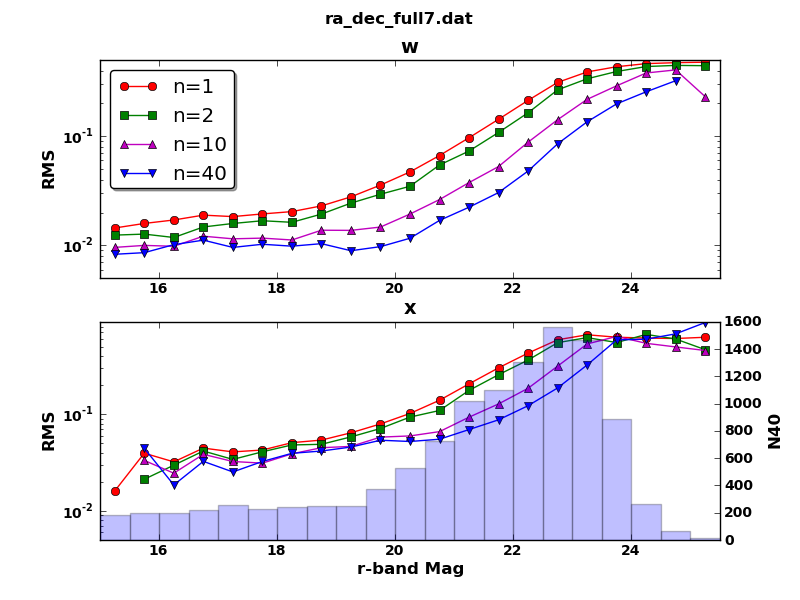 ra_dec_full7.dat
w
n=1
n=2
n=10
n=40
10^-1
10^-2
RMS
16 18 20 22 24
x
10^-1
10^-2
RMS
1600
1400
1200
1000
800
600
400
200
0
N40
16 18 20 22 24
r-band Mag